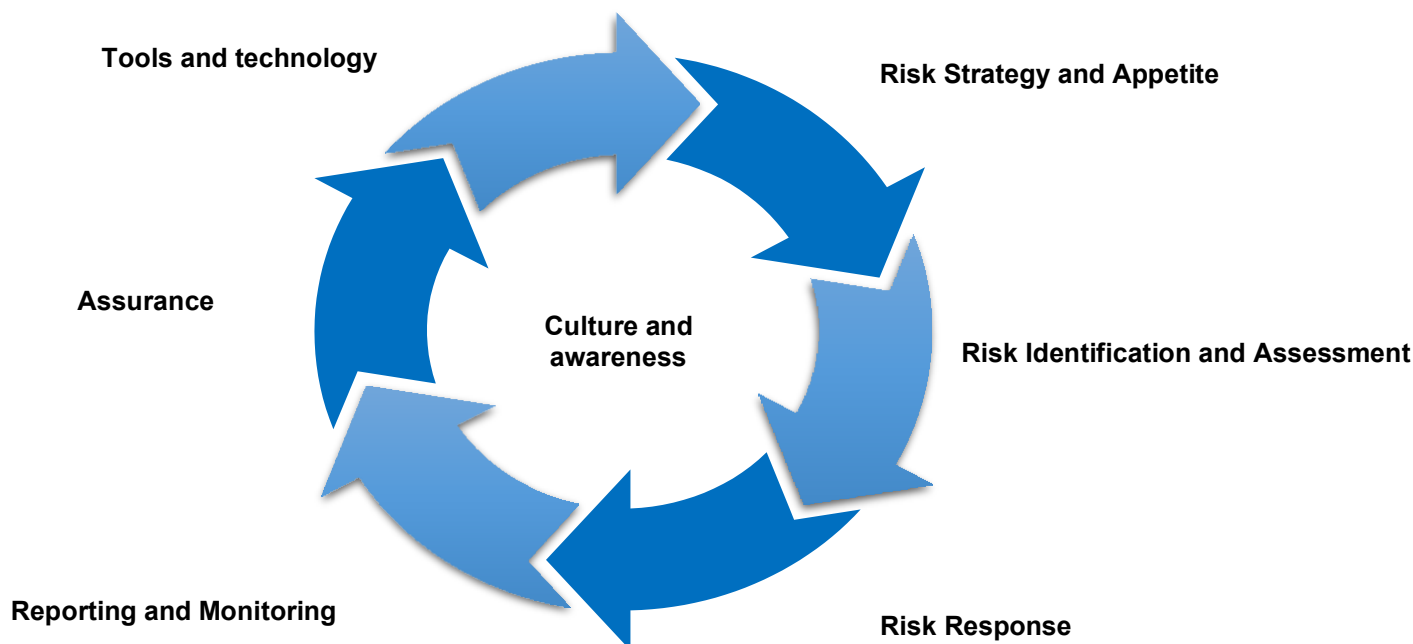 Tools and technology
Risk Strategy and Appetite
Assurance
Culture and
awareness
Risk Identification and Assessment
Reporting and Monitoring
Risk Response